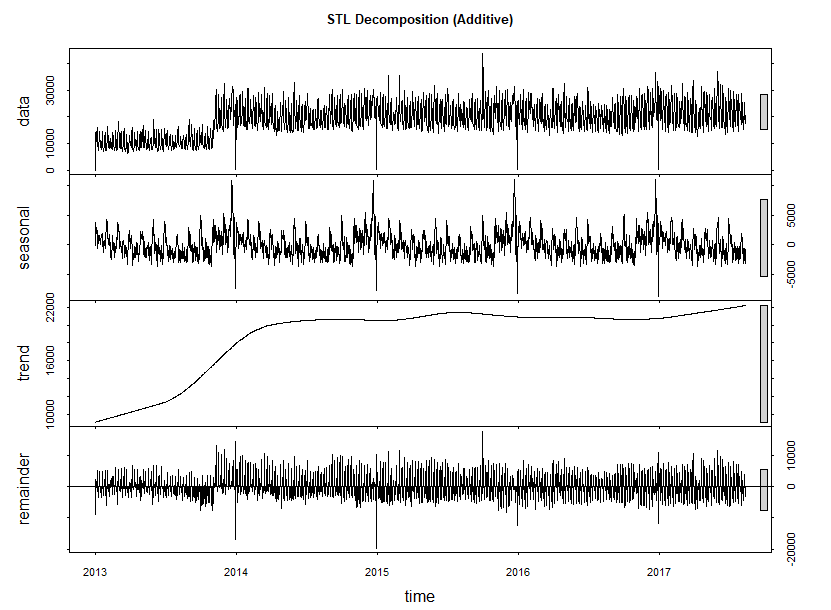 STL Decomposition (Additive)
data
0 10000 30000
seasonal
-5000 0 5000
trend
10000 16000 22000
remainder
-20000 0 10000
2013 2014 2015 2016 2017
time